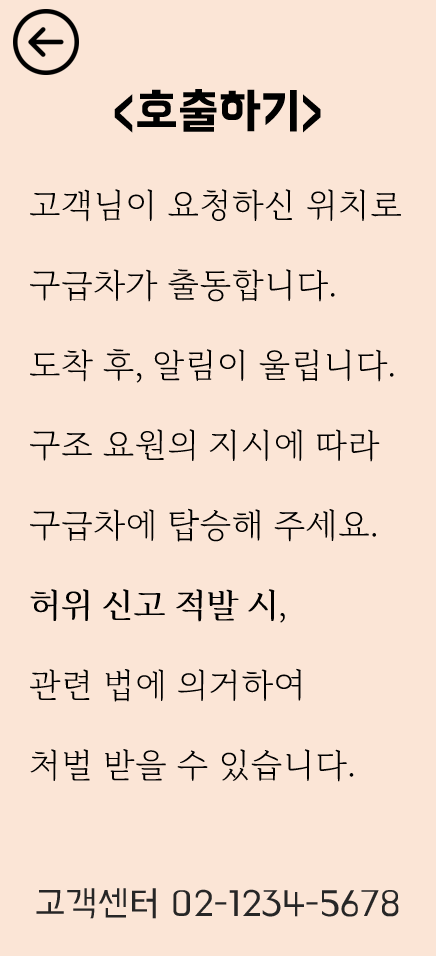 <호출하기>
고객님이 요청하신 위치로
구급차가 출동합니다.
도착 후, 알림이 울립니다.
구조 요원의 지시에 따라
구급차에 탑승해 주세요.
허위 신고 적발 시,
관련 법에 의거하여
처벌 받을 수 있습니다.
고객센터 02-1234-5678